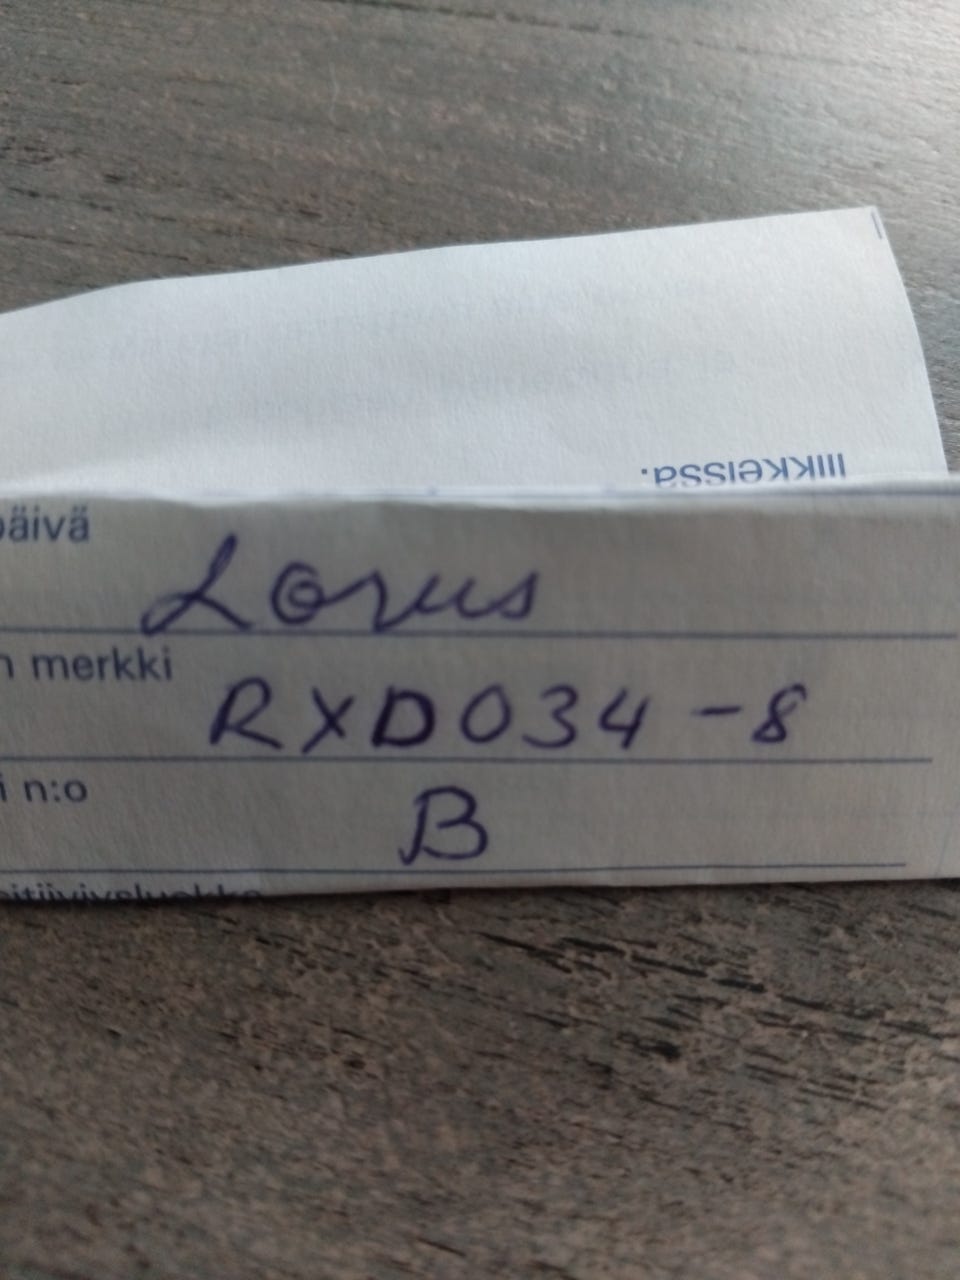 liikkeissä.
päivä
Lorus
n merkki
RXD034-8
i n:o
B